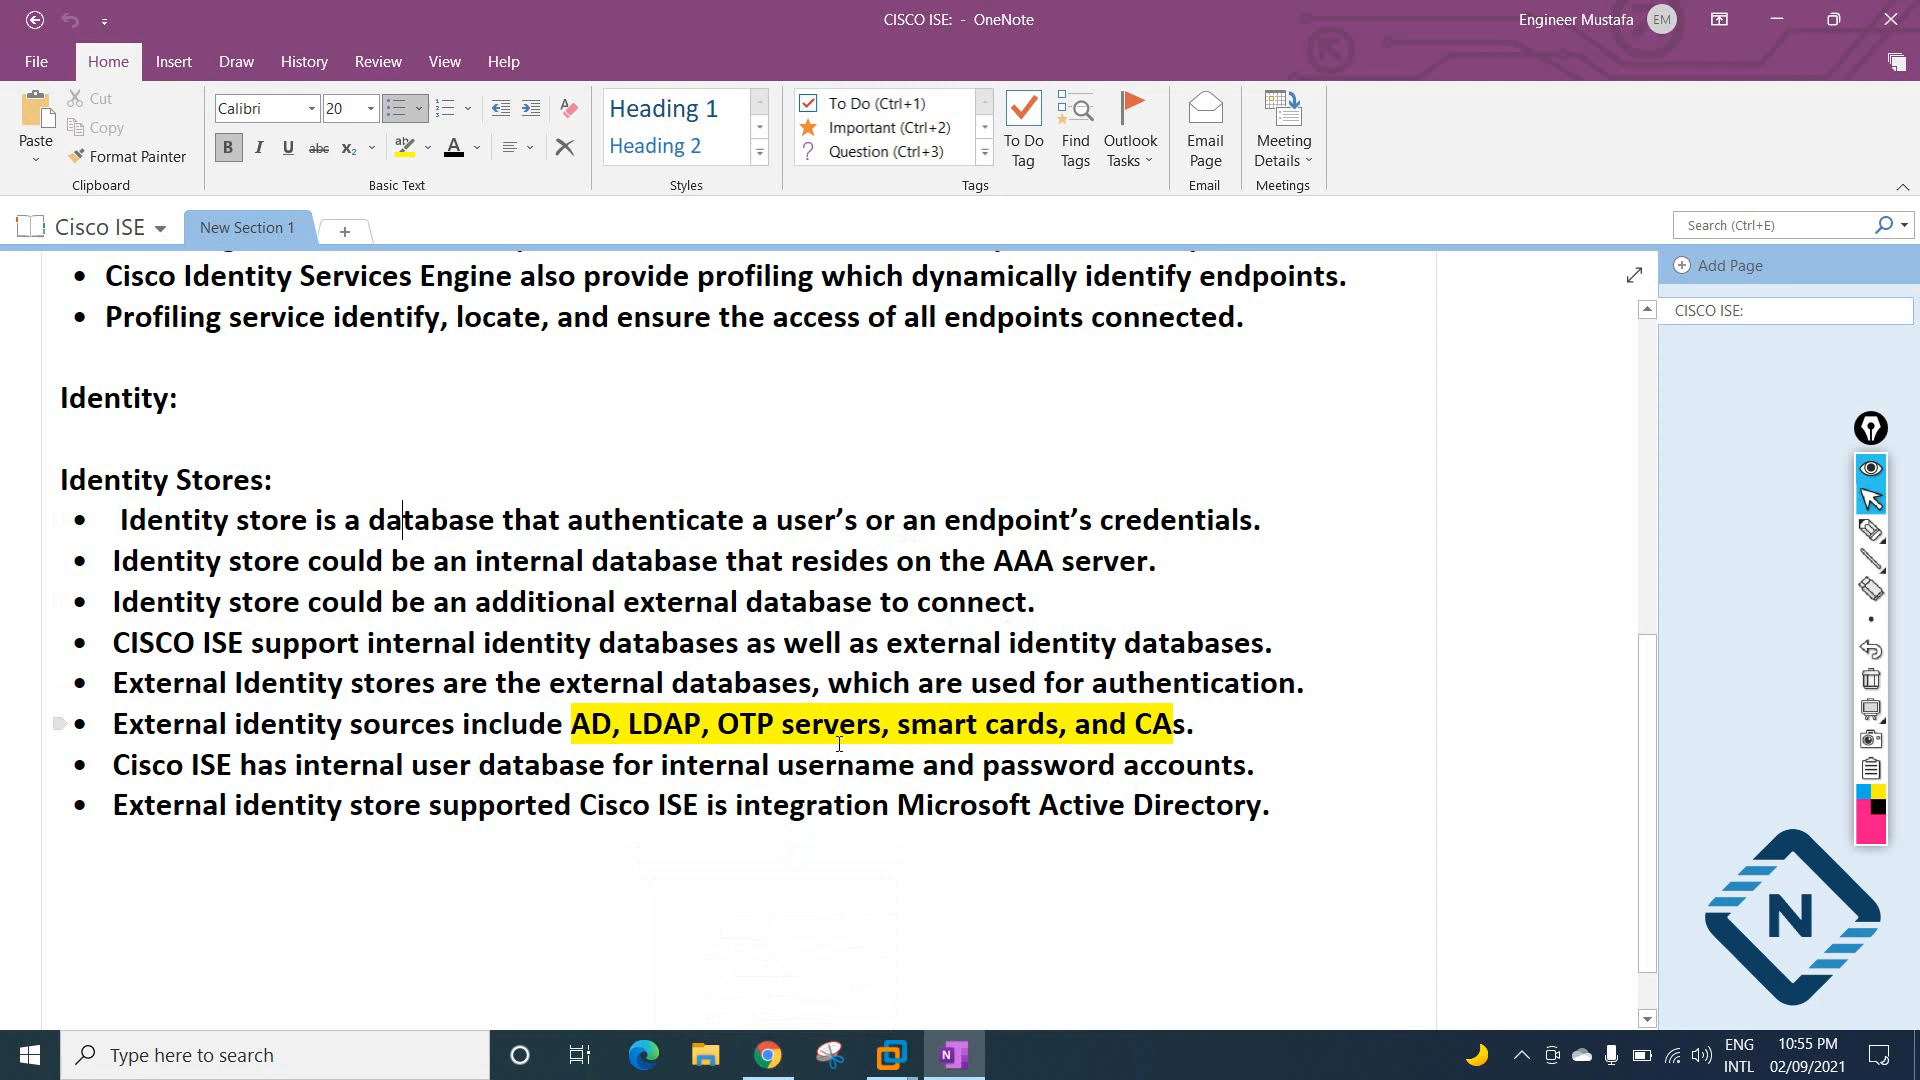 CISCO ISE: - OneNote
Engineer Mustafa EM
File Home Insert Draw History Review View Help
Paste
Cut
Copy
Format Painter
Clipboard
Calibri 20
B I U abc x₂ ab A
Basic Text
Heading 1
Heading 2
Styles
To Do (Ctrl+1)
Important (Ctrl+2)
Question (Ctrl+3)
To Do Tag
Find Tags
Outlook Tasks
Tags
Email Page
Email
Meeting Details
Meetings
Cisco ISE
New Section 1
Search (Ctrl+E)
Add Page
CISCO ISE:
• Cisco Identity Services Engine also provide profiling which dynamically identify endpoints.
• Profiling service identify, locate, and ensure the access of all endpoints connected.
Identity:
Identity Stores:
• Identity store is a database that authenticate a user’s or an endpoint’s credentials.
• Identity store could be an internal database that resides on the AAA server.
• Identity store could be an additional external database to connect.
• CISCO ISE support internal identity databases as well as external identity databases.
• External Identity stores are the external databases, which are used for authentication.
• External identity sources include AD, LDAP, OTP servers, smart cards, and CAs.
• Cisco ISE has internal user database for internal username and password accounts.
• External identity store supported Cisco ISE is integration Microsoft Active Directory.
N
Type here to search
N
ENG
INTL
10:55 PM
02/09/2021